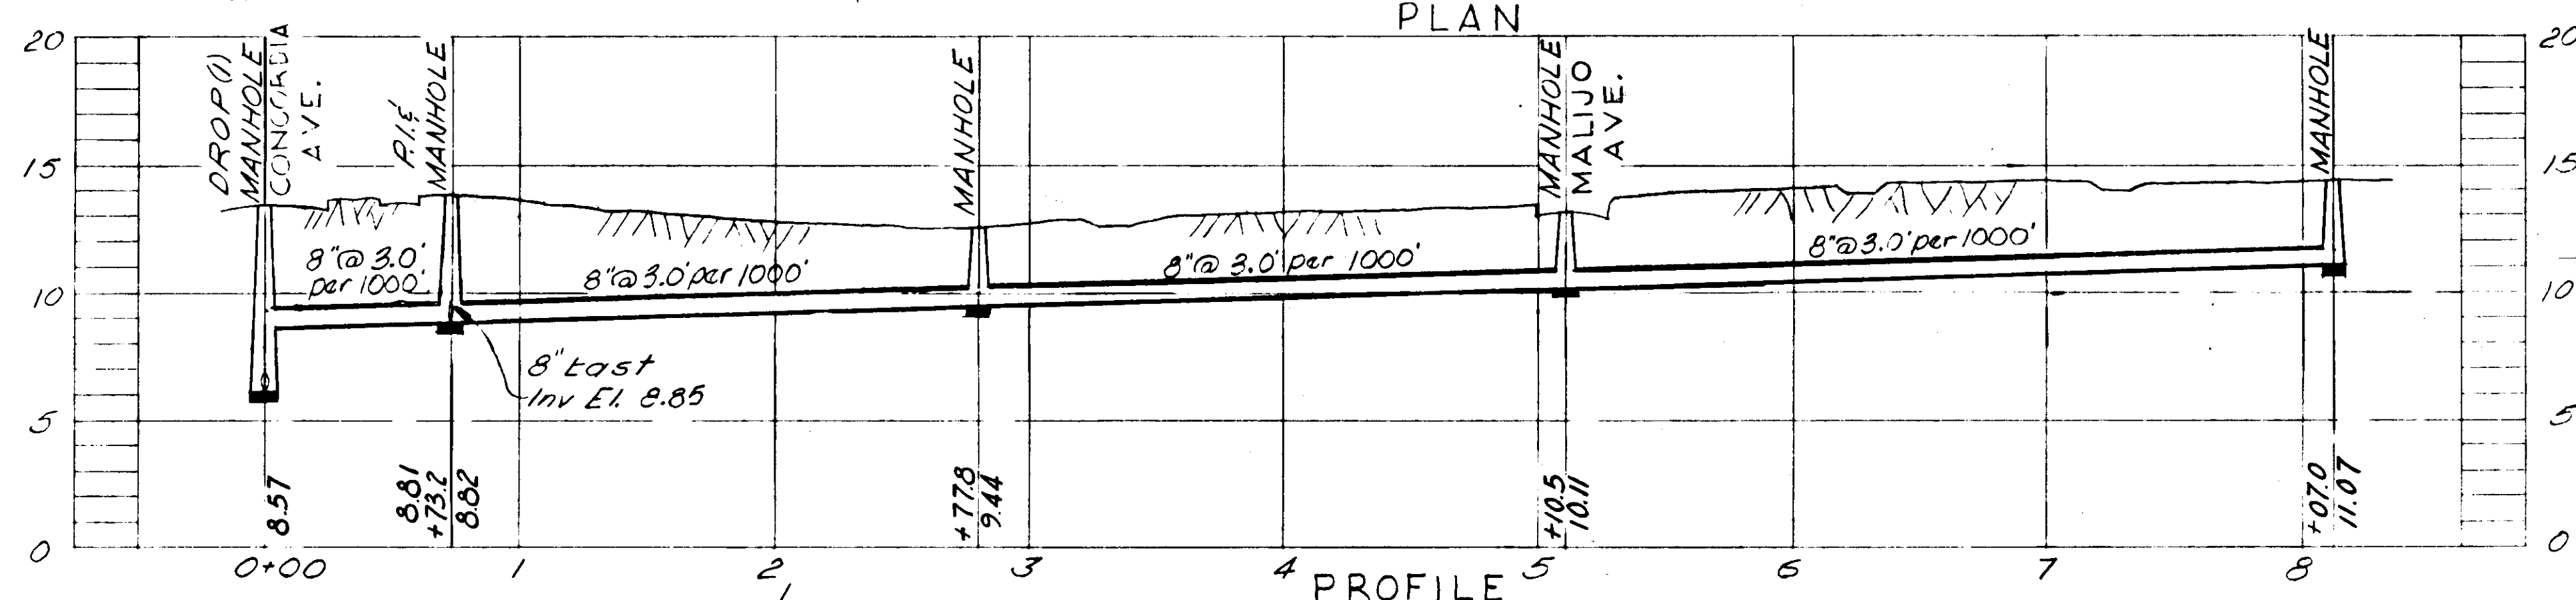 PLAN
20
20
DROP(1)
MANHOLE
CONCORDIA
AVE.
P.I.&
MANHOLE
MANHOLE
MANHOLE
MALIJO
AVE.
MANHOLE
15
15
8"@ 3.0'
per 1000'
8"@3.0'per 1000'
8"@ 3.0' per 1000'
8"@3.0'per 1000'
10
10
8" East
Inv El. 8.85
5
5
8.57
8.81
+73.2
8.82
+77.8
9.44
+10.5
10.11
+07.0
11.07
0
0
0+00
1
2
3
4
5
6
7
8
PROFILE